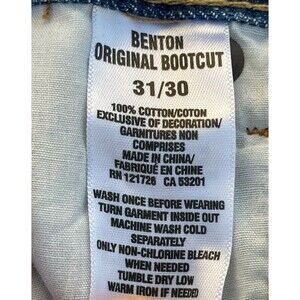 BENTON
ORIGINAL BOOTCUT
31/30
100% COTTON/COTON
EXCLUSIVE OF DECORATION/
GARNITURES NON
COMPRISES
MADE IN CHINA/
FABRIQUÉ EN CHINE
RN 121726 CA 53201
WASH ONCE BEFORE WEARING
TURN GARMENT INSIDE OUT
MACHINE WASH COLD
SEPARATELY
ONLY NON-CHLORINE BLEACH
WHEN NEEDED
TUMBLE DRY LOW
WARM IRON IF NEEDED